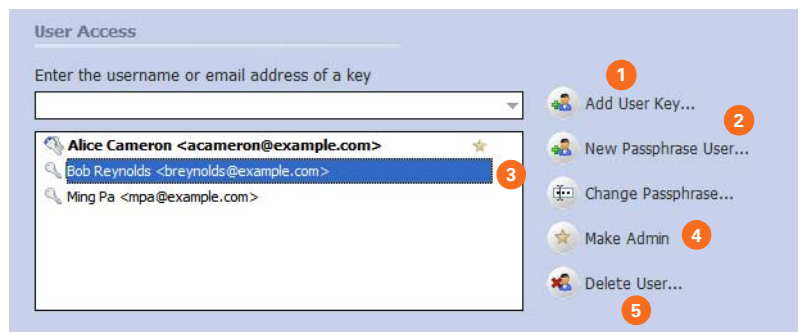 User Access
Enter the username or email address of a key
1
Add User Key...
2
Alice Cameron <acameron@example.com>
New Passphrase User...
Bob Reynolds <breynolds@example.com>
3
Ming Pa <mpa@example.com>
Change Passphrase...
Make Admin
4
Delete User...
5